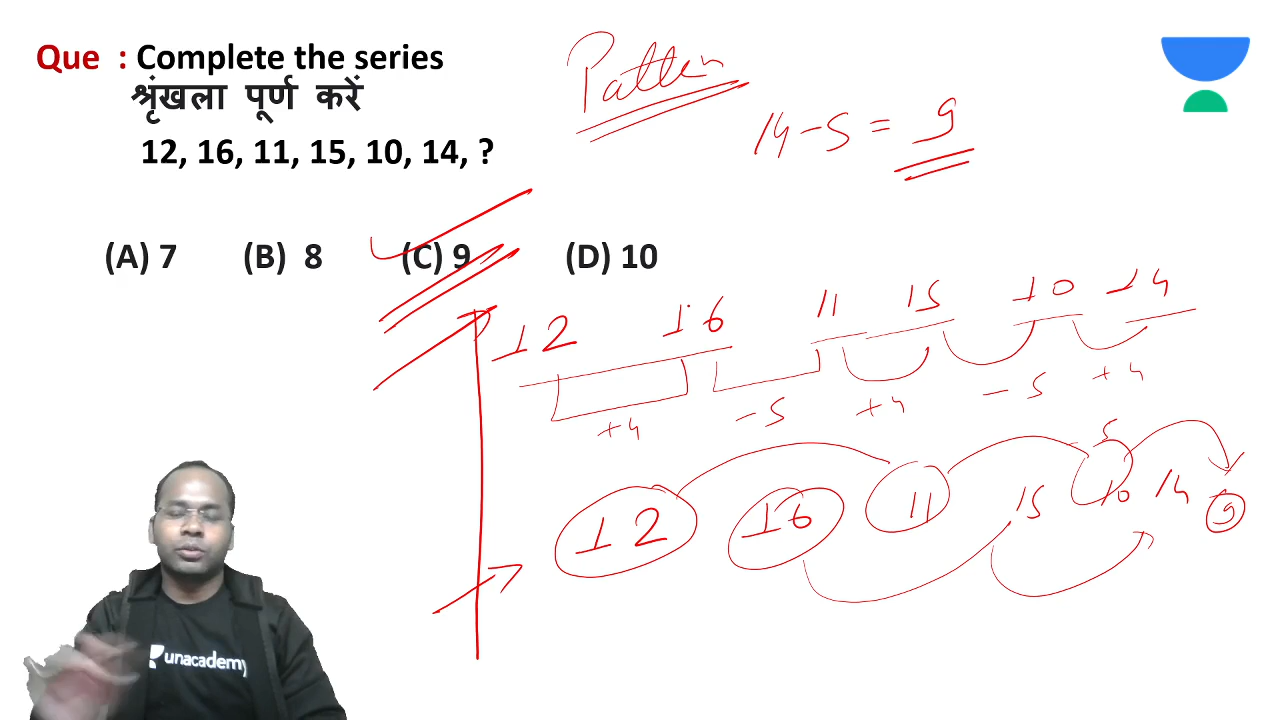 Que : Complete the series
श्रृंखला पूर्ण करें
12, 16, 11, 15, 10, 14, ?
(A) 7 (B) 8 (C) 9 (D) 10
Patten
14-5 = 9
12 16 11 15 10 14
+4 -5 +4 -5 +4
-5
12 16 11 15 10 14 9
unacademy